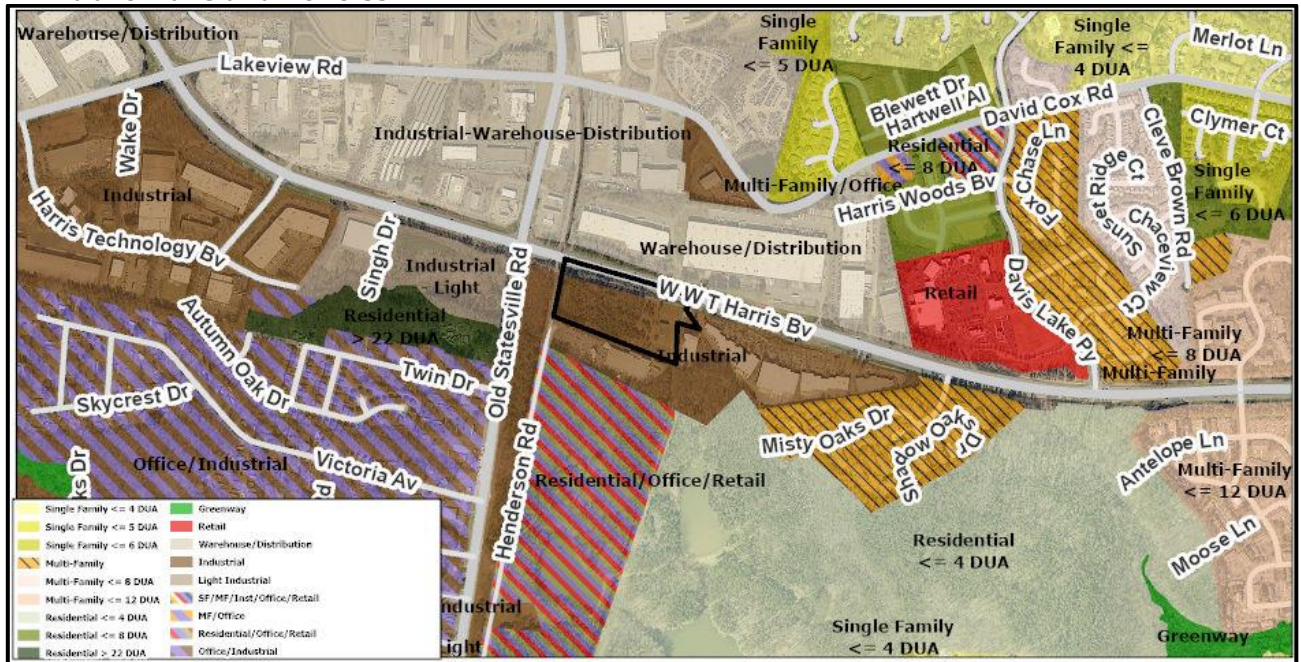 Warehouse/Distribution
Lakeview Rd
Wake Dr
Industrial
Harris Technology Bv
Industrial-Warehouse-Distribution
Single
Family
<= 5 DUA
Single
Family <=
4 DUA
Merlot Ln
Blewett Dr
Hartwell Al
David Cox Rd
Clymer Ct
Residential
<= 8 DUA
Multi-Family/Office
Harris Woods Bv
Fox Chase Ln
Sunset Ridge Ct
Chaceview Ct
Cleve Brown Rd
Single
Family
<= 6 DUA
Singh Dr
Industrial
- Light
Residential
> 22 DUA
Old Statesville Rd
Warehouse/Distribution
W W T Harris Bv
Retail
Davis Lake Py
Industrial
Multi-Family
<= 8 DUA
Multi-Family
Autumn Oak Dr
Twin Dr
Skycrest Dr
Victoria Av
Office/Industrial
ks Dr
Rd
Henderson Rd
Residential/Office/Retail
Misty Oaks Dr
Shadow Oaks Dr
Antelope Ln
Multi-Family
<= 12 DUA
Moose Ln
Residential
<= 4 DUA
Single Family
<= 4 DUA
Greenway
ndustrial
Light
Single Family <= 4 DUA
Single Family <= 5 DUA
Single Family <= 6 DUA
Multi-Family
Multi-Family <= 8 DUA
Multi-Family <= 12 DUA
Residential <= 4 DUA
Residential <= 8 DUA
Residential > 22 DUA
Greenway
Retail
Warehouse/Distribution
Industrial
Light Industrial
SF/MF/Inst/Office/Retail
MF/Office
Residential/Office/Retail
Office/Industrial